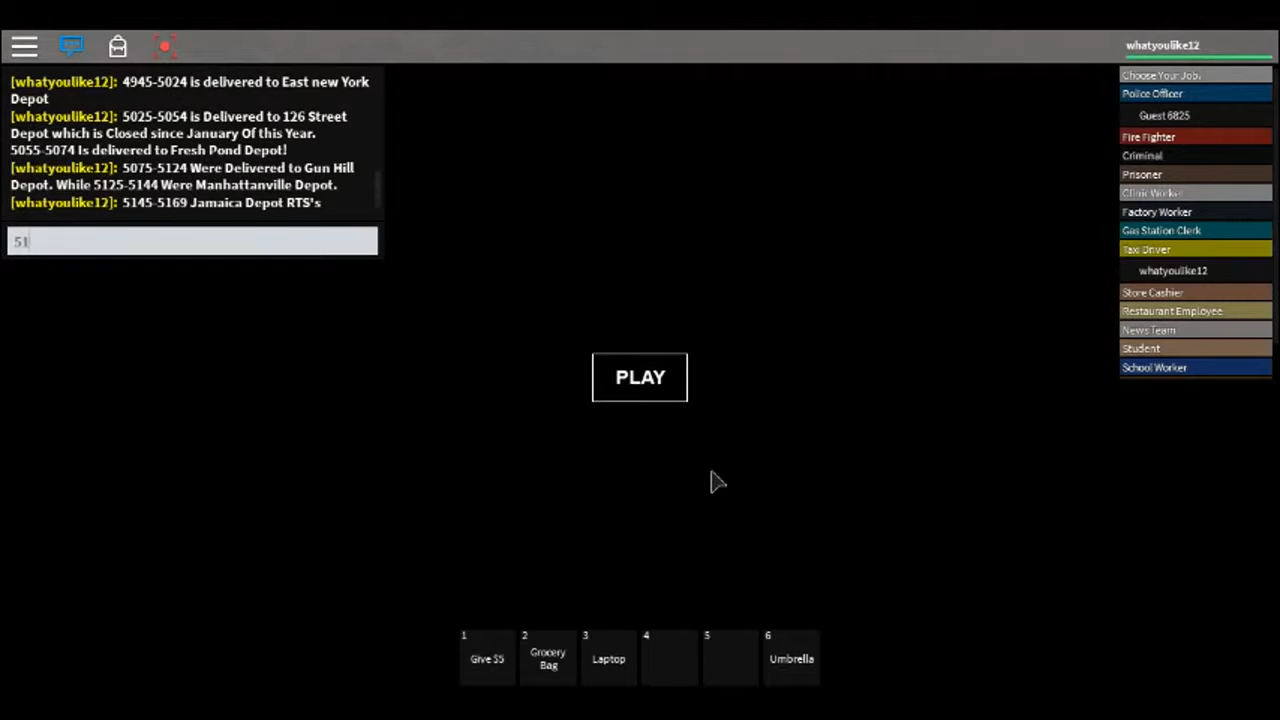 whatyoulike12
[whatyoulike12]: 4945-5024 is delivered to East new York
Depot
[whatyoulike12]: 5025-5054 Is Delivered to 126 Street
Depot which is Closed since January Of this Year.
5055-5074 Is delivered to Fresh Pond Depot!
[whatyoulike12]: 5075-5124 Were Delivered to Gun Hill
Depot. While 5125-5144 Were Manhattanville Depot.
[whatyoulike12]: 5145-5169 Jamaica Depot RTS's
51
Choose Your Job.
Police Officer
Guest 6825
Fire Fighter
Criminal
Prisoner
Clinic Worker
Factory Worker
Gas Station Clerk
Taxi Driver
whatyoulike12
Store Cashier
Restaurant Employee
News Team
Student
School Worker
PLAY
1 2 3 4 5 6
Give $5
Grocery
Bag
Laptop
Umbrella